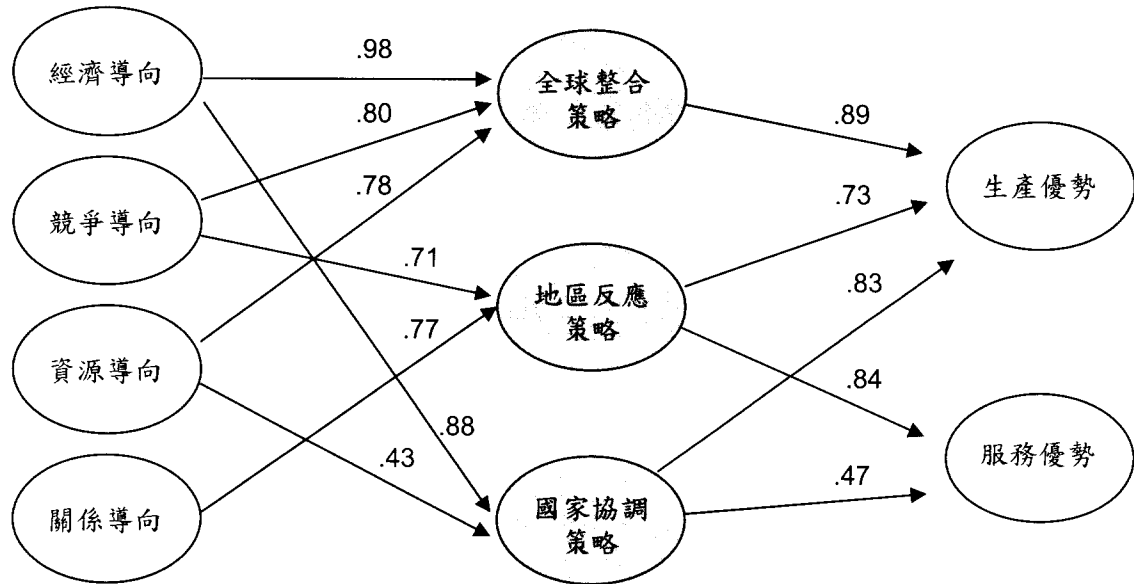 經濟導向
競爭導向
資源導向
關係導向
.98
.80
.78
.71
.77
.88
.43
全球整合
策略
地區反應
策略
國家協調
策略
.89
.73
.83
.84
.47
生產優勢
服務優勢